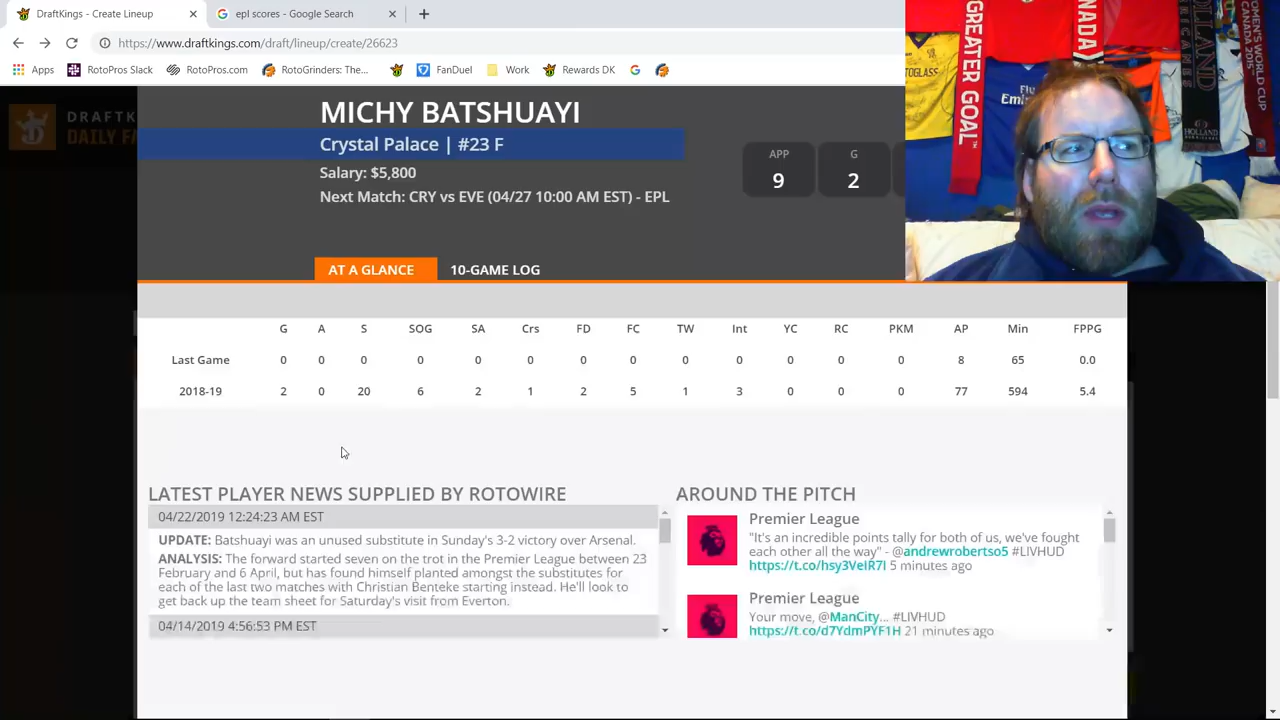 DraftKings - Create Lineup
epl scores - Google Search
https://www.draftkings.com/draft/lineup/create/26623
Apps
RotoPros Slack
RotoPros.com
RotoGrinders: The...
FanDuel
Work
Rewards DK
DRAFTK
DAILY FA
MICHY BATSHUAYI
Crystal Palace | #23 F
Salary: $5,800
Next Match: CRY vs EVE (04/27 10:00 AM EST) - EPL
APP
9
G
2
GREATER GOAL™
NADA
HOLLAND
WOMEN'S WORLD CUP
CANADA 2015
AT A GLANCE
10-GAME LOG
G A S SOG SA Crs FD FC TW Int YC RC PKM AP Min FPPG
Last Game 0 0 0 0 0 0 0 0 0 0 0 0 0 8 65 0.0
2018-19 2 0 20 6 2 1 2 5 1 3 0 0 0 77 594 5.4
LATEST PLAYER NEWS SUPPLIED BY ROTOWIRE
04/22/2019 12:24:23 AM EST
UPDATE: Batshuayi was an unused substitute in Sunday's 3-2 victory over Arsenal.
ANALYSIS: The forward started seven on the trot in the Premier League between 23
February and 6 April, but has found himself planted amongst the substitutes for
each of the last two matches with Christian Benteke starting instead. He'll look to
get back up the team sheet for Saturday's visit from Everton.
04/14/2019 4:56:53 PM EST
AROUND THE PITCH
Premier League
"It's an incredible points tally for both of us, we've fought
each other all the way" - @andrewrobertso5 #LIVHUD
https://t.co/hsy3VeIR7I 5 minutes ago
Premier League
Your move, @ManCity... #LIVHUD
https://t.co/d7YdmPYF1H 21 minutes ago